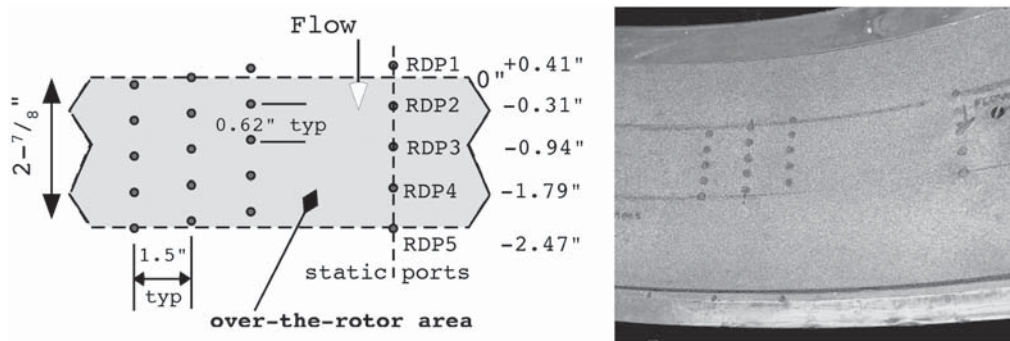 Flow
RDP1 +0.41"
0"
RDP2 -0.31"
0.62" typ
2-7/8"
RDP3 -0.94"
RDP4 -1.79"
RDP5 -2.47"
1.5"
typ
static ports
over-the-rotor area